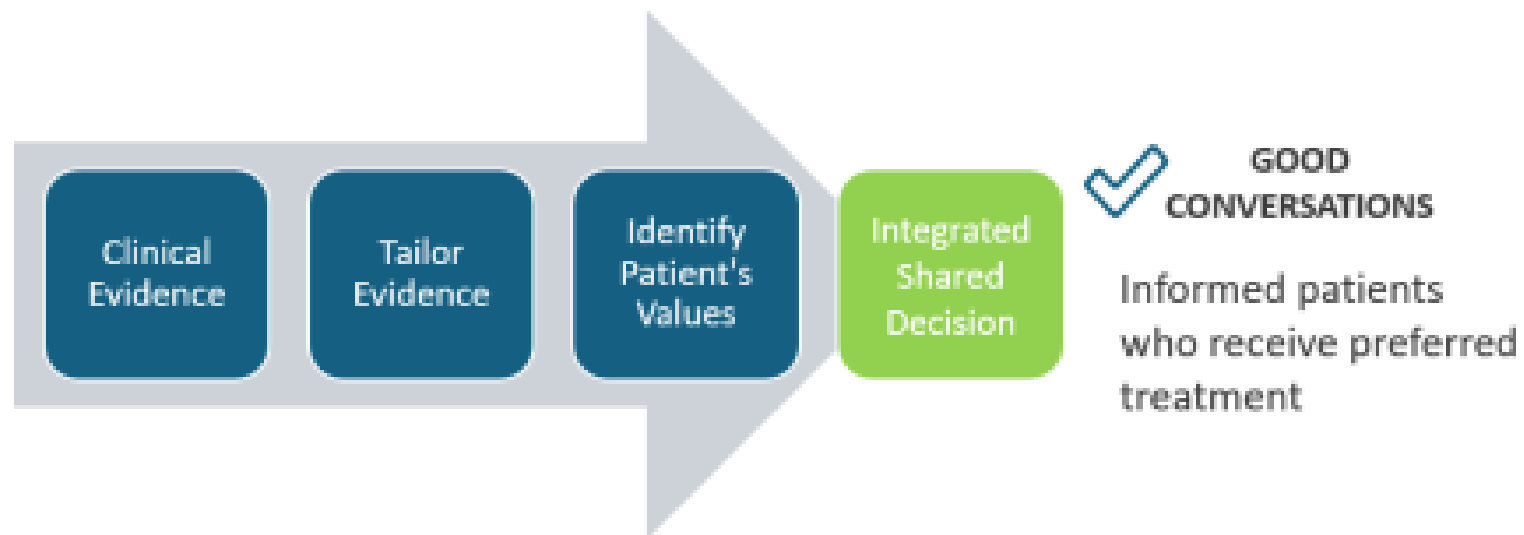 Clinical
Evidence
Tailor
Evidence
Identify
Patient's
Values
Integrated
Shared
Decision
GOOD
CONVERSATIONS
Informed patients
who receive preferred
treatment